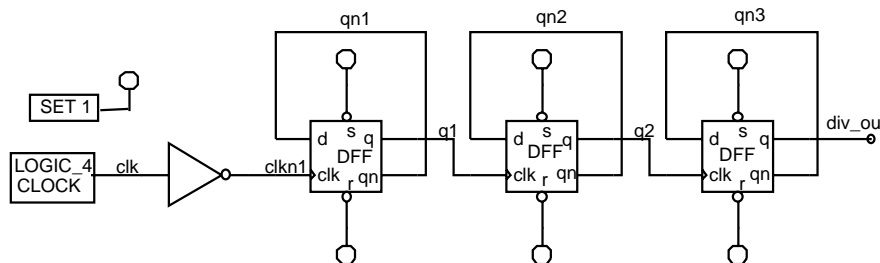 qn1 qn2 qn3
SET 1
d s q
DFF
clk r qn
q1
d s q
DFF
clk r qn
q2
d s q
DFF
clk r qn
div_ou
LOGIC_4
CLOCK
clk
clkn1